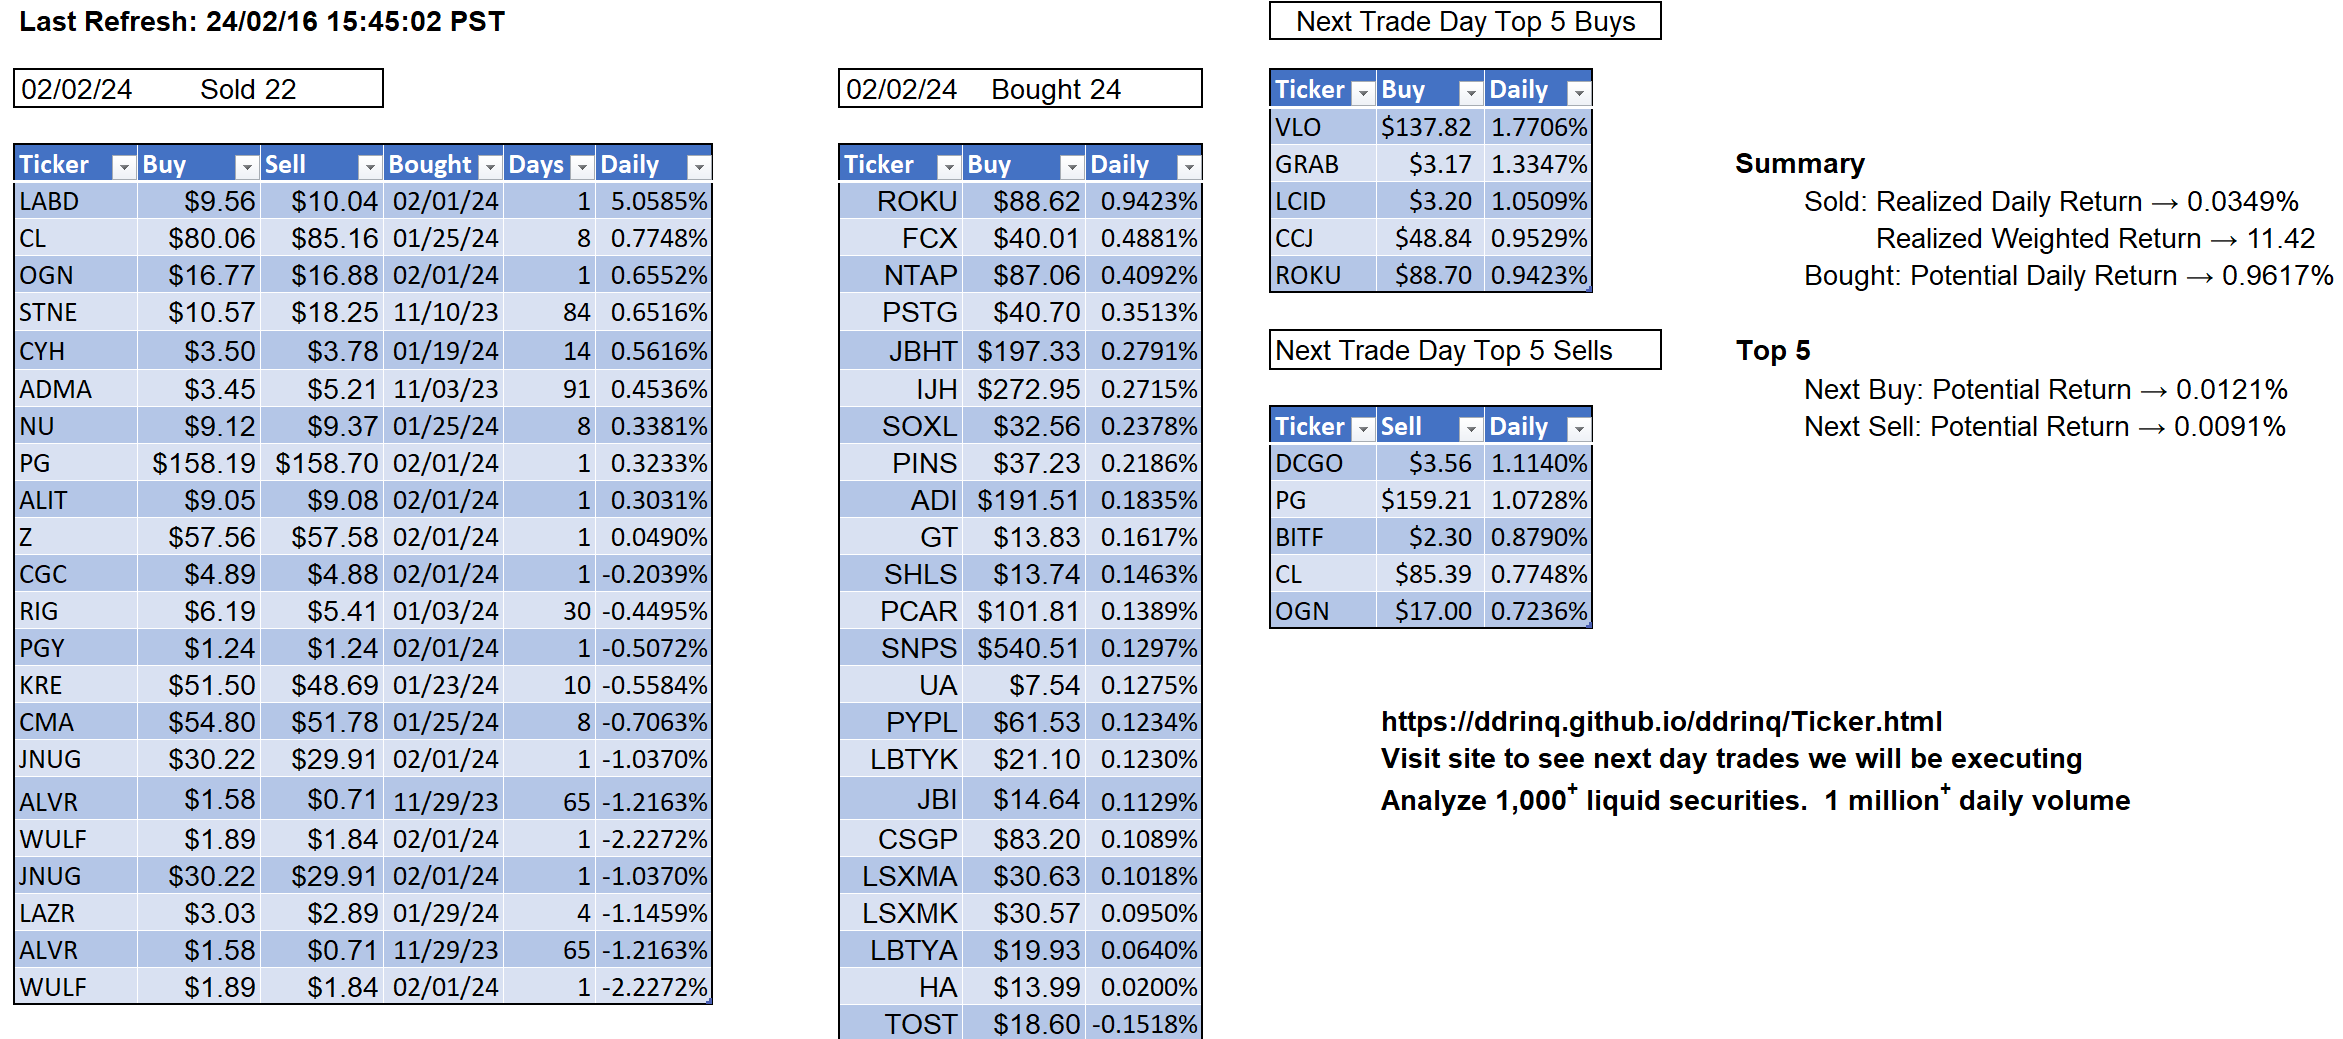 Last Refresh: 24/02/16 15:45:02 PST
02/02/24 Sold 22
Ticker Buy Sell Bought Days Daily
LABD $9.56 $10.04 02/01/24 1 5.0585%
CL $80.06 $85.16 01/25/24 8 0.7748%
OGN $16.77 $16.88 02/01/24 1 0.6552%
STNE $10.57 $18.25 11/10/23 84 0.6516%
CYH $3.50 $3.78 01/19/24 14 0.5616%
ADMA $3.45 $5.21 11/03/23 91 0.4536%
NU $9.12 $9.37 01/25/24 8 0.3381%
PG $158.19 $158.70 02/01/24 1 0.3233%
ALIT $9.05 $9.08 02/01/24 1 0.3031%
Z $57.56 $57.58 02/01/24 1 0.0490%
CGC $4.89 $4.88 02/01/24 1 -0.2039%
RIG $6.19 $5.41 01/03/24 30 -0.4495%
PGY $1.24 $1.24 02/01/24 1 -0.5072%
KRE $51.50 $48.69 01/23/24 10 -0.5584%
CMA $54.80 $51.78 01/25/24 8 -0.7063%
JNUG $30.22 $29.91 02/01/24 1 -1.0370%
ALVR $1.58 $0.71 11/29/23 65 -1.2163%
WULF $1.89 $1.84 02/01/24 1 -2.2272%
JNUG $30.22 $29.91 02/01/24 1 -1.0370%
LAZR $3.03 $2.89 01/29/24 4 -1.1459%
ALVR $1.58 $0.71 11/29/23 65 -1.2163%
WULF $1.89 $1.84 02/01/24 1 -2.2272%
02/02/24 Bought 24
Ticker Buy Daily
ROKU $88.62 0.9423%
FCX $40.01 0.4881%
NTAP $87.06 0.4092%
PSTG $40.70 0.3513%
JBHT $197.33 0.2791%
IJH $272.95 0.2715%
SOXL $32.56 0.2378%
PINS $37.23 0.2186%
ADI $191.51 0.1835%
GT $13.83 0.1617%
SHLS $13.74 0.1463%
PCAR $101.81 0.1389%
SNPS $540.51 0.1297%
UA $7.54 0.1275%
PYPL $61.53 0.1234%
LBTYK $21.10 0.1230%
JBI $14.64 0.1129%
CSGP $83.20 0.1089%
LSXMA $30.63 0.1018%
LSXMK $30.57 0.0950%
LBTYA $19.93 0.0640%
HA $13.99 0.0200%
TOST $18.60 -0.1518%
Next Trade Day Top 5 Buys
Ticker Buy Daily
VLO $137.82 1.7706%
GRAB $3.17 1.3347%
LCID $3.20 1.0509%
CCJ $48.84 0.9529%
ROKU $88.70 0.9423%
Next Trade Day Top 5 Sells
Ticker Sell Daily
DCGO $3.56 1.1140%
PG $159.21 1.0728%
BITF $2.30 0.8790%
CL $85.39 0.7748%
OGN $17.00 0.7236%
Summary
Sold: Realized Daily Return → 0.0349%
Realized Weighted Return → 11.42
Bought: Potential Daily Return → 0.9617%
Top 5
Next Buy: Potential Return → 0.0121%
Next Sell: Potential Return → 0.0091%
https://ddrinq.github.io/ddrinq/Ticker.html
Visit site to see next day trades we will be executing
Analyze 1,000+ liquid securities. 1 million+ daily volume